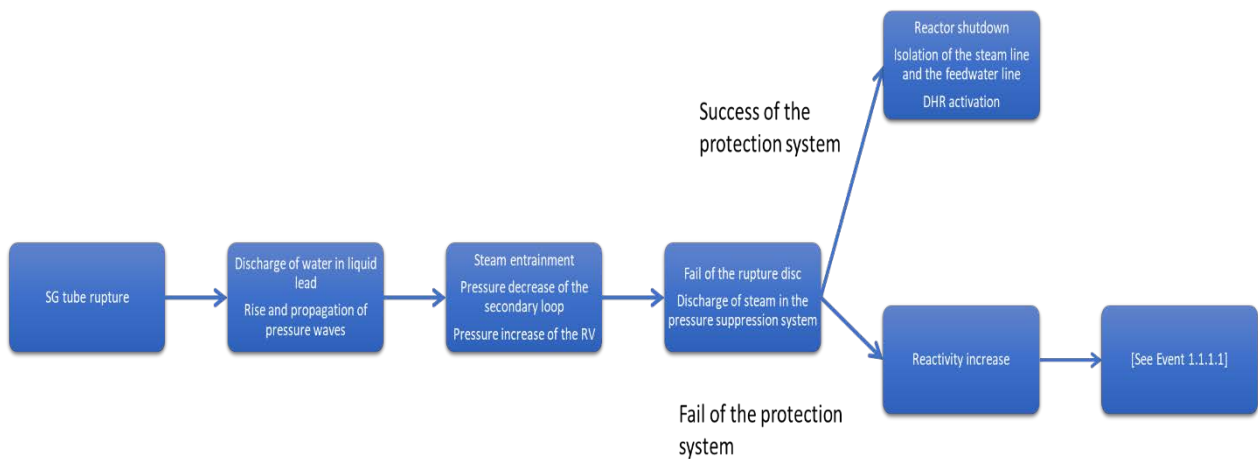 Reactor shutdown
Isolation of the steam line
and the feedwater line
DHR activation
Success of the
protection system
SG tube rupture
Discharge of water in liquid
lead
Rise and propagation of
pressure waves
Steam entrainment
Pressure decrease of the
secondary loop
Pressure increase of the RV
Fail of the rupture disc
Discharge of steam in the
pressure suppression system
Reactivity increase
[See Event 1.1.1.1]
Fail of the protection
system